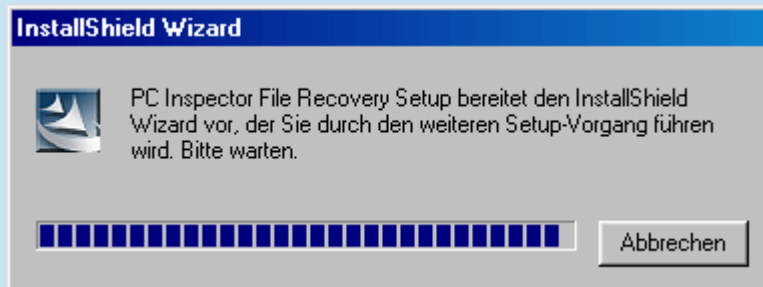 InstallShield Wizard
PC Inspector File Recovery Setup bereitet den InstallShield
Wizard vor, der Sie durch den weiteren Setup-Vorgang führen
wird. Bitte warten.
Abbrechen